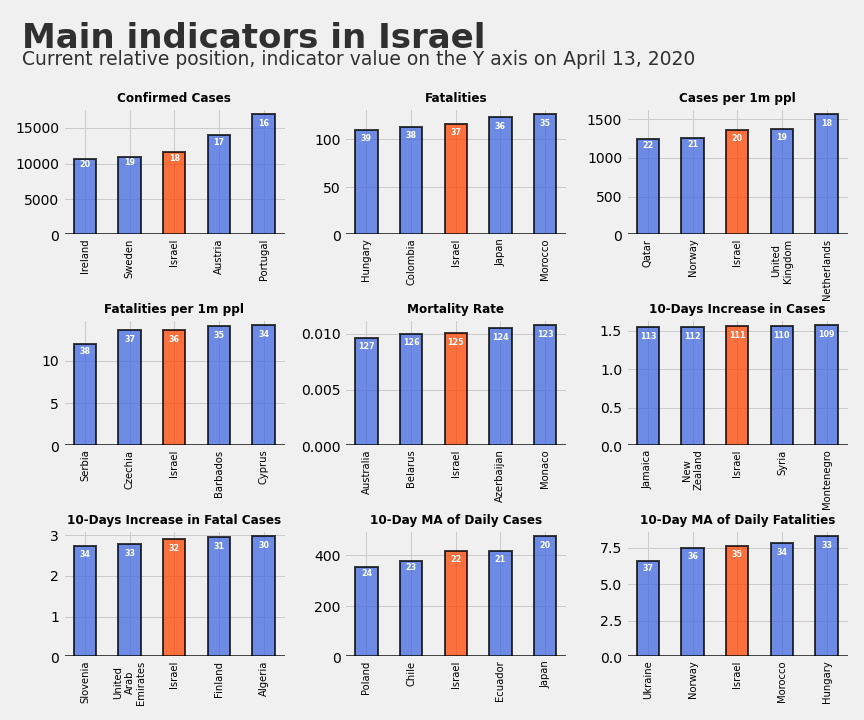 Main indicators in Israel
Current relative position, indicator value on the Y axis on April 13, 2020
Confirmed Cases
15000
10000
5000
0
20
19
18
17
16
Ireland
Sweden
Israel
Austria
Portugal
Fatalities
100
50
0
39
38
37
36
35
Hungary
Colombia
Israel
Japan
Morocco
Cases per 1m ppl
1500
1000
500
0
22
21
20
19
18
Qatar
Norway
Israel
United
Kingdom
Netherlands
Fatalities per 1m ppl
10
5
0
38
37
36
35
34
Serbia
Czechia
Israel
Barbados
Cyprus
Mortality Rate
0.010
0.005
0.000
127
126
125
124
123
Australia
Belarus
Israel
Azerbaijan
Monaco
10-Days Increase in Cases
1.5
1.0
0.5
0.0
113
112
111
110
109
Jamaica
New
Zealand
Israel
Syria
Montenegro
10-Days Increase in Fatal Cases
3
2
1
0
34
33
32
31
30
Slovenia
United
Arab
Emirates
Israel
Finland
Algeria
10-Day MA of Daily Cases
400
200
0
24
23
22
21
20
Poland
Chile
Israel
Ecuador
Japan
10-Day MA of Daily Fatalities
7.5
5.0
2.5
0.0
37
36
35
34
33
Ukraine
Norway
Israel
Morocco
Hungary